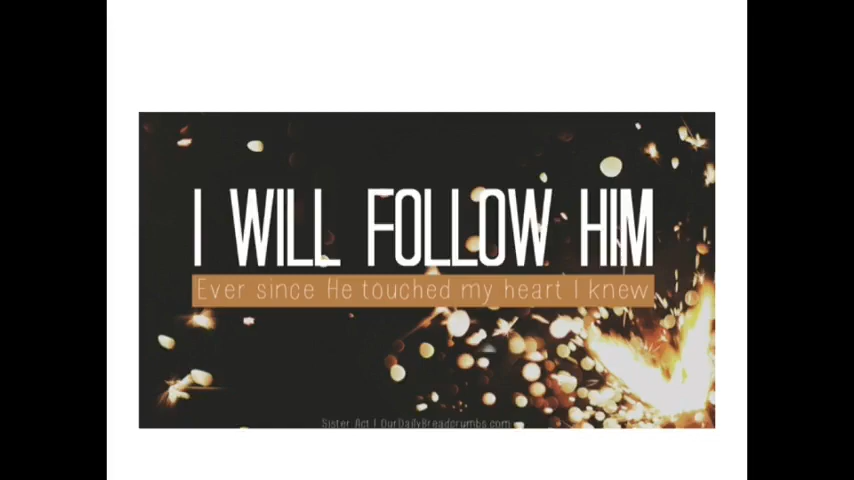 I WILL FOLLOW HIM
Ever since He touched my heart I knew
Sister Act | OurDailyBreadcrumbs.com